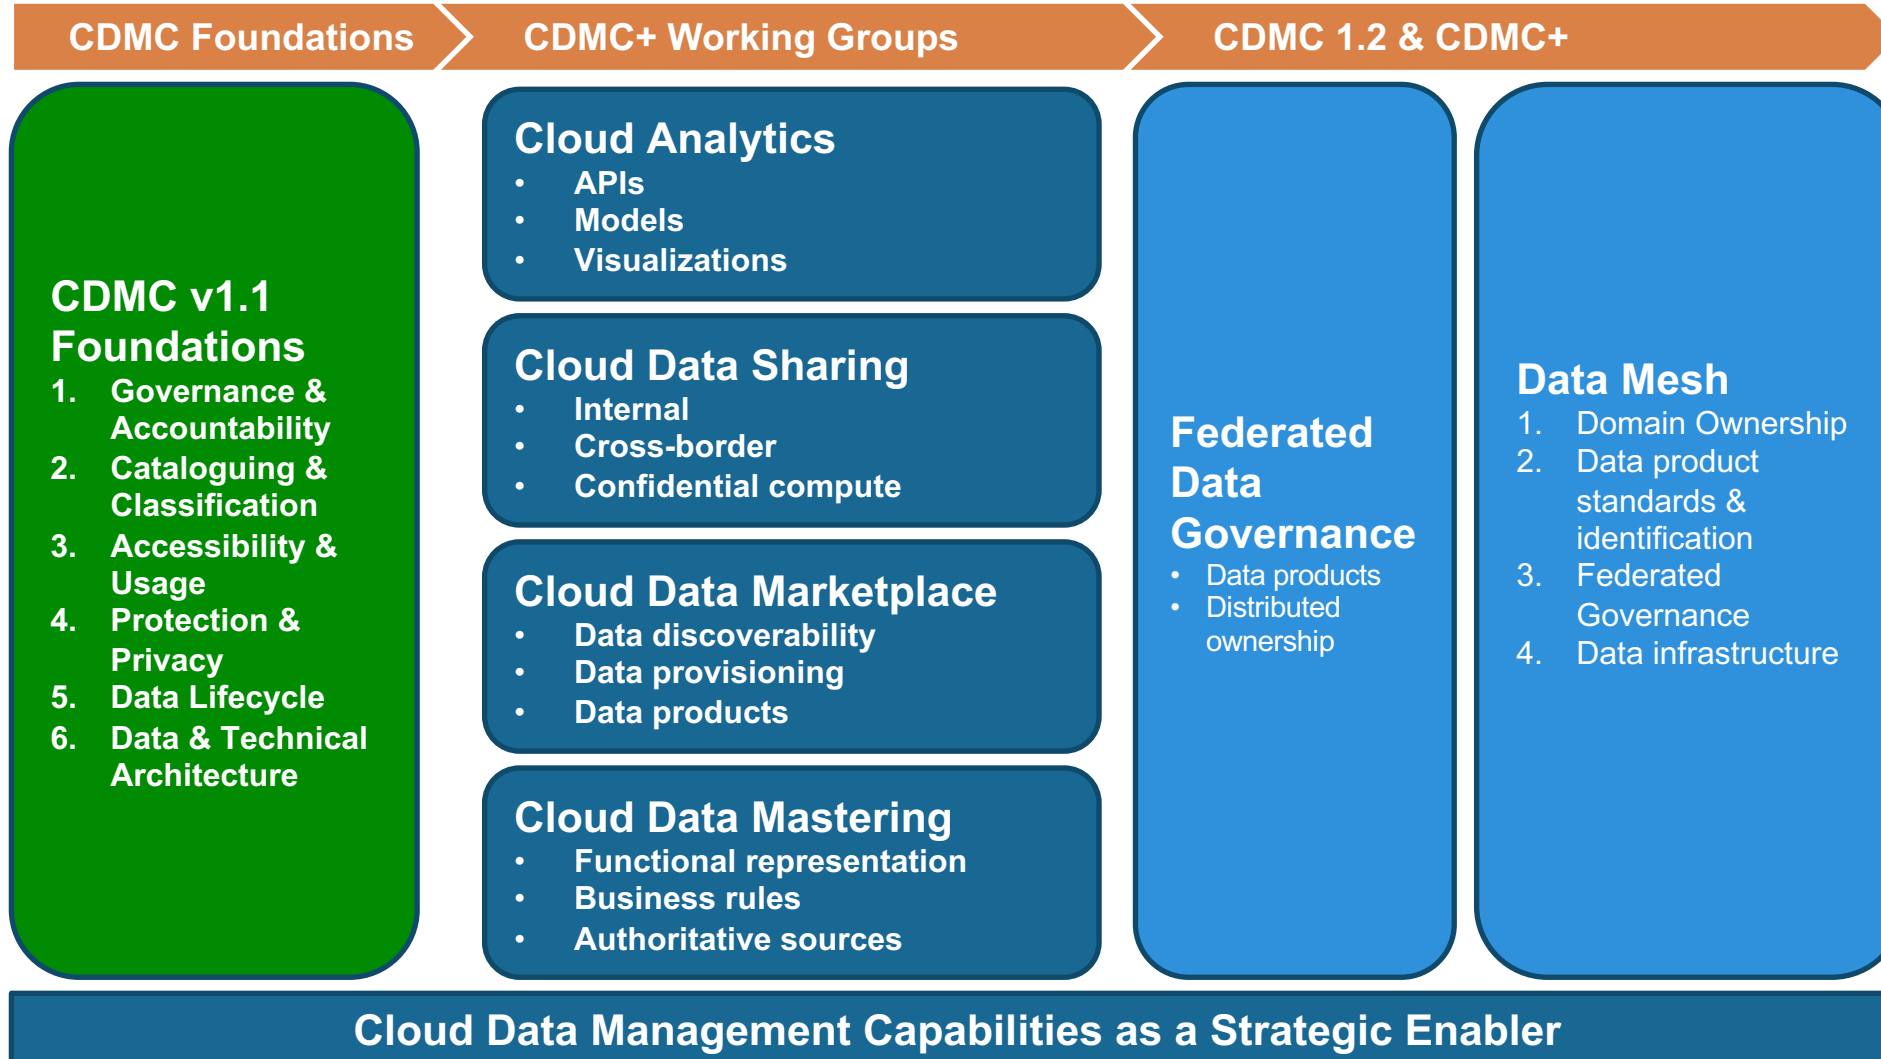 CDMC Foundations
CDMC+ Working Groups
CDMC 1.2 & CDMC+
CDMC v1.1
Foundations
1. Governance &
Accountability
2. Cataloguing &
Classification
3. Accessibility &
Usage
4. Protection &
Privacy
5. Data Lifecycle
6. Data & Technical
Architecture
Cloud Analytics
• APIs
• Models
• Visualizations
Cloud Data Sharing
• Internal
• Cross-border
• Confidential compute
Cloud Data Marketplace
• Data discoverability
• Data provisioning
• Data products
Cloud Data Mastering
• Functional representation
• Business rules
• Authoritative sources
Federated
Data
Governance
• Data products
• Distributed
ownership
Data Mesh
1. Domain Ownership
2. Data product
standards &
identification
3. Federated
Governance
4. Data infrastructure
Cloud Data Management Capabilities as a Strategic Enabler